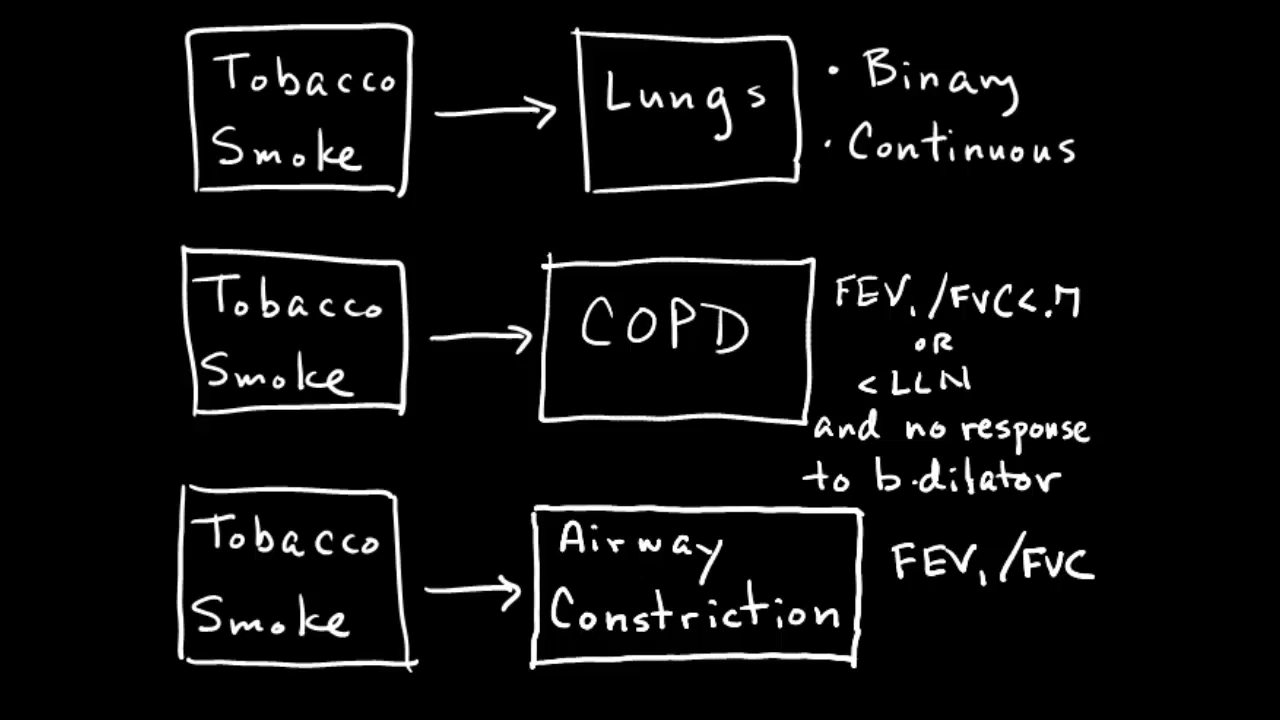 Tobacco
Smoke
Lungs
• Binary
• Continuous
Tobacco
Smoke
COPD
FEV₁/FVC<.7
OR
<LLN
and no response
to b.dilator
Tobacco
Smoke
Airway
Constriction
FEV₁/FVC